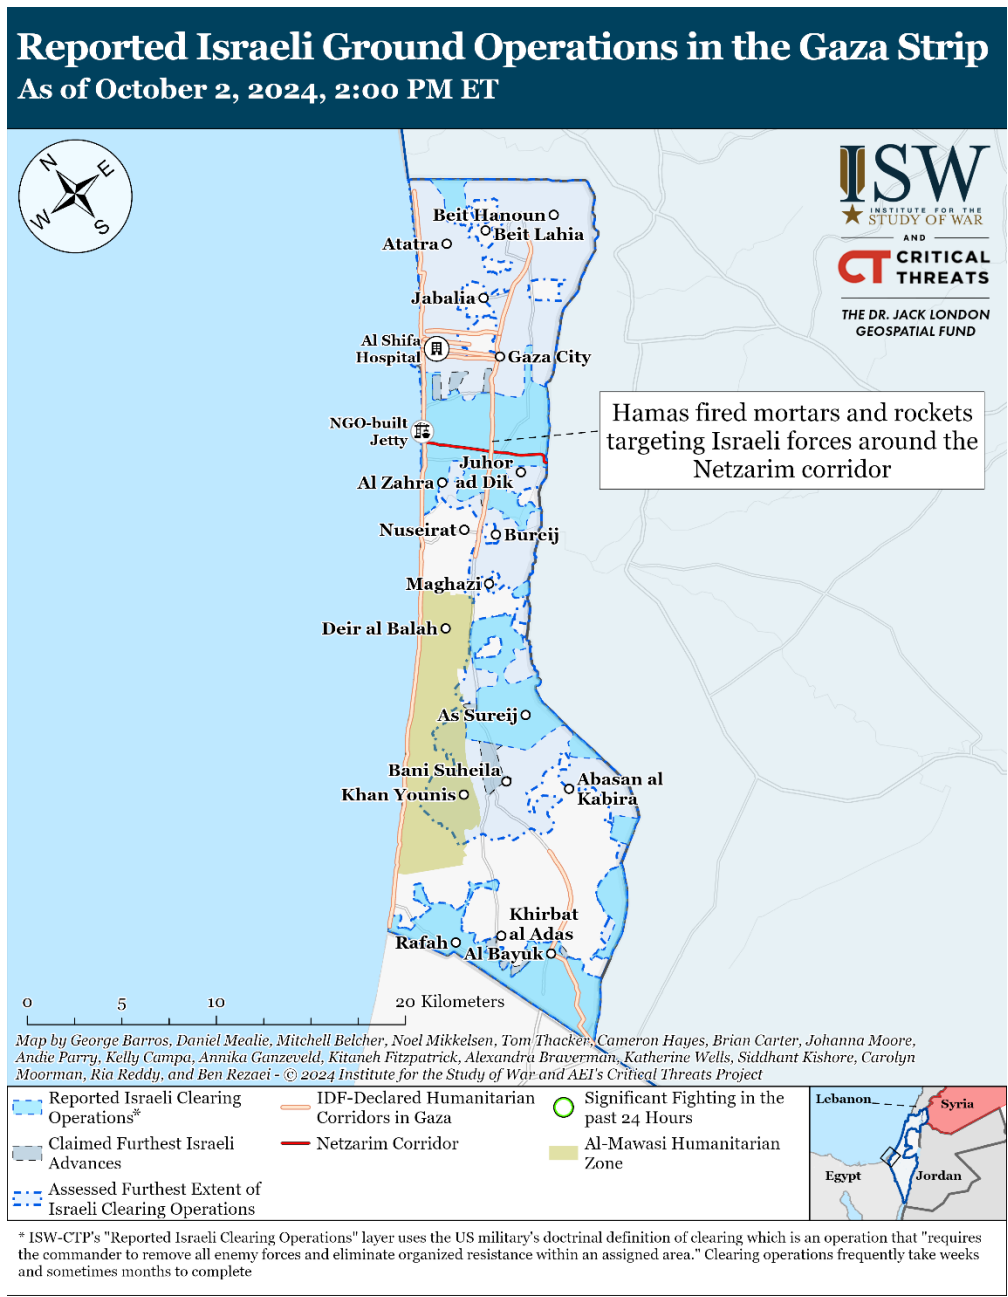 Reported Israeli Ground Operations in the Gaza Strip
As of October 2, 2024, 2:00 PM ET
N
E
W
S
ISW
INSTITUTE FOR THE
STUDY OF WAR
AND
CT CRITICAL
THREATS
THE DR. JACK LONDON
GEOSPATIAL FUND
Beit Hanoun
Beit Lahia
Atatra
Jabalia
Al Shifa
Hospital
Gaza City
NGO-built
Jetty
Hamas fired mortars and rockets
targeting Israeli forces around the
Netzarim corridor
Juhor
ad Dik
Al Zahra
Nuseirat
Bureij
Maghazi
Deir al Balah
As Sureij
Bani Suheila
Abasan al
Kabira
Khan Younis
Khirbat
al Adas
Rafah
Al Bayuk
0
5
10
20 Kilometers
Map by George Barros, Daniel Mealie, Mitchell Belcher, Noel Mikkelsen, Tom Thacker, Cameron Hayes, Brian Carter, Johanna Moore,
Andie Parry, Kelly Campa, Annika Ganzeveld, Kitaneh Fitzpatrick, Alexandra Braverman, Katherine Wells, Siddhant Kishore, Carolyn
Moorman, Ria Reddy, and Ben Rezaei - © 2024 Institute for the Study of War and AEI's Critical Threats Project
Reported Israeli Clearing
Operations*
Claimed Furthest Israeli
Advances
Assessed Furthest Extent of
Israeli Clearing Operations
IDF-Declared Humanitarian
Corridors in Gaza
Netzarim Corridor
Significant Fighting in the
past 24 Hours
Al-Mawasi Humanitarian
Zone
Lebanon
Syria
Egypt
Jordan
* ISW-CTP's "Reported Israeli Clearing Operations" layer uses the US military's doctrinal definition of clearing which is an operation that "requires
the commander to remove all enemy forces and eliminate organized resistance within an assigned area." Clearing operations frequently take weeks
and sometimes months to complete